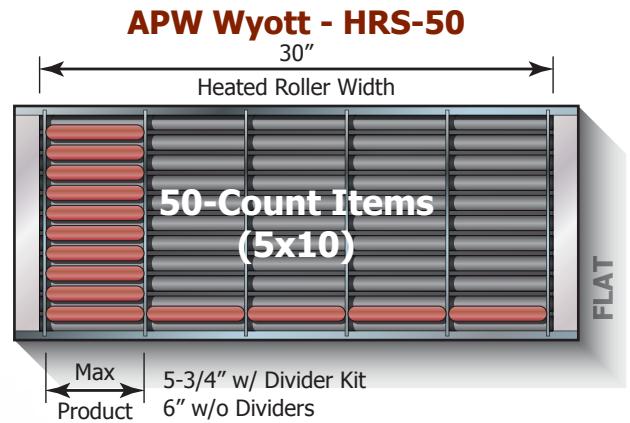 APW Wyott - HRS-50
30″
Heated Roller Width
50-Count Items
(5x10)
FLAT
Max
Product
5-3/4″ w/ Divider Kit
6″ w/o Dividers